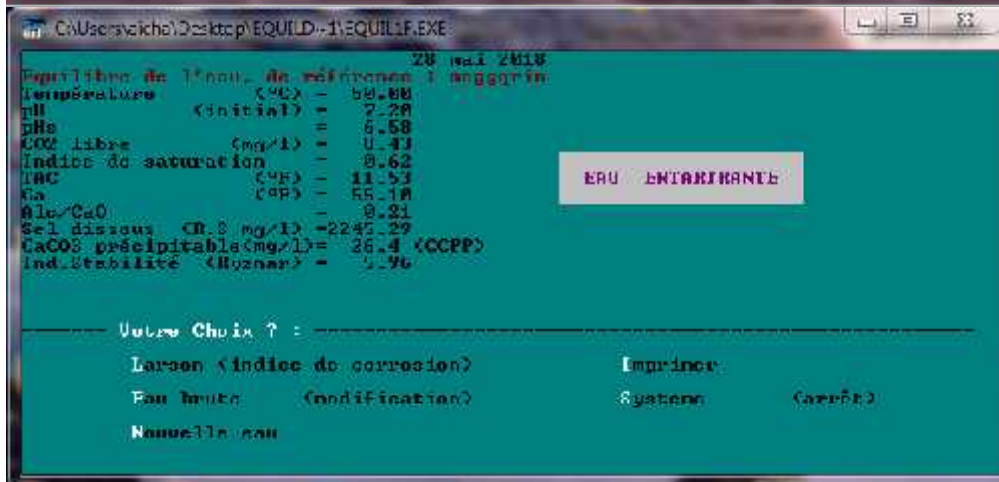 C:\Users\aicha\Desktop\EQUILD~1\EQUIL1F.EXE
28 mai 2018
Equilibre de l'eau, de référence :
Température (°C) = 60.00
pH (initial) = 7.20
pHs = 6.58
CO2 libre (mg/l) = 0.43
Indice de saturation = 0.62
TAC (°F) = 11.53
Ca (°F) = 55.10
Alc/CaO = 0.21
Sel dissous (R.S mg/l) =2245.29
CaCO3 précipitable(mg/l)= 26.4 (CCPP)
Ind.Stabilité (Ryznar) = 5.96
EAU ENTARTRANTE
Votre Choix ? :
Larson (indice de corrosion)
Imprimer
Eau brute (modification)
Systeme (arrêt)
Nouvelle eau